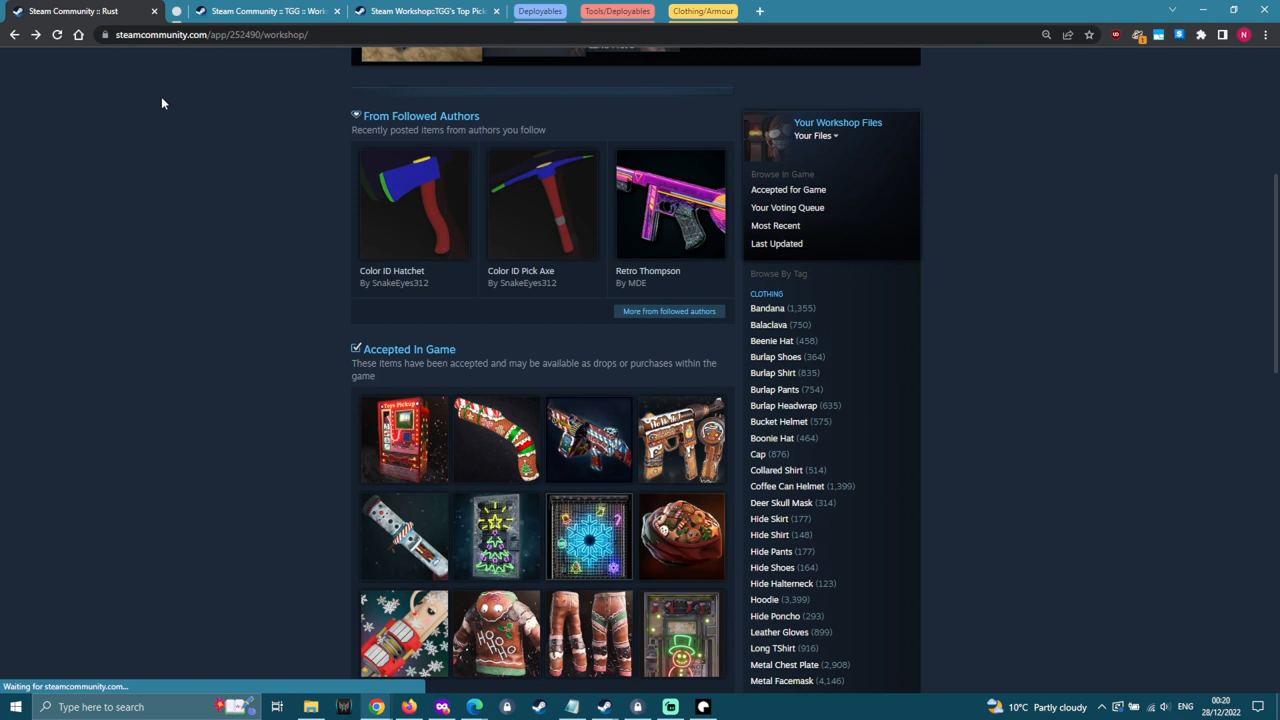 Steam Community :: Rust
Steam Community :: TGG :: Work
Steam Workshop::TGG's Top Pick
Deployables
Tools/Deployables
Clothing/Armour
steamcommunity.com/app/252490/workshop/
From Followed Authors
Recently posted items from authors you follow
Color ID Hatchet
By SnakeEyes312
Color ID Pick Axe
By SnakeEyes312
Retro Thompson
By MDE
More from followed authors
Accepted In Game
These items have been accepted and may be available as drops or purchases within the
game
Toys Pickup
HO HO HO
Your Workshop Files
Your Files
Browse In Game
Accepted for Game
Your Voting Queue
Most Recent
Last Updated
Browse By Tag
CLOTHING
Bandana (1,355)
Balaclava (750)
Beenie Hat (458)
Burlap Shoes (364)
Burlap Shirt (835)
Burlap Pants (754)
Burlap Headwrap (635)
Bucket Helmet (575)
Boonie Hat (464)
Cap (876)
Collared Shirt (514)
Coffee Can Helmet (1,399)
Deer Skull Mask (314)
Hide Skirt (177)
Hide Shirt (148)
Hide Pants (177)
Hide Shoes (164)
Hide Halterneck (123)
Hoodie (3,399)
Hide Poncho (293)
Leather Gloves (899)
Long TShirt (916)
Metal Chest Plate (2,908)
Metal Facemask (4,146)
Waiting for steamcommunity.com...
Type here to search
10°C Partly cloudy
ENG
00:20
28/12/2022